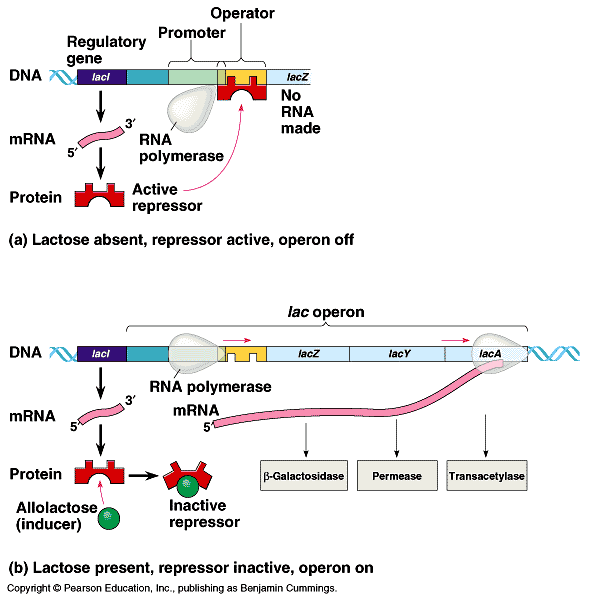 Operator
Promoter
Regulatory
gene
DNA
lacI
lacZ
No
RNA
made
mRNA
5′
3′
RNA
polymerase
Protein
Active
repressor
(a) Lactose absent, repressor active, operon off
lac operon
DNA
lacI
lacZ
lacY
lacA
RNA polymerase
mRNA
5′
3′
mRNA
5′
Protein
β-Galactosidase
Permease
Transacetylase
Allolactose
(inducer)
Inactive
repressor
(b) Lactose present, repressor inactive, operon on
Copyright © Pearson Education, Inc., publishing as Benjamin Cummings.